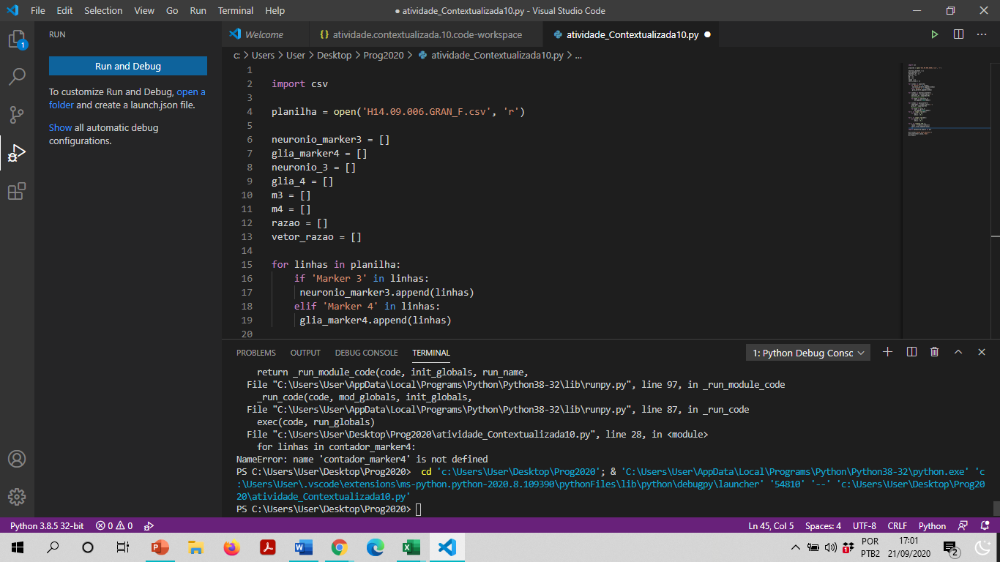 File Edit Selection View Go Run Terminal Help
● atividade_Contextualizada10.py - Visual Studio Code
RUN
Welcome
{} atividade.contextualizada.10.code-workspace
atividade_Contextualizada10.py ●
Run and Debug
To customize Run and Debug, open a
folder and create a launch.json file.
Show all automatic debug
configurations.
1
c: > Users > User > Desktop > Prog2020 > atividade_Contextualizada10.py > ...
1
2 import csv
3
4 planilha = open('H14.09.006.GRAN_F.csv', 'r')
5
6 neuronio_marker3 = []
7 glia_marker4 = []
8 neuronio_3 = []
9 glia_4 = []
10 m3 = []
11 m4 = []
12 razao = []
13 vetor_razao = []
14
15 for linhas in planilha:
16 if 'Marker 3' in linhas:
17 neuronio_marker3.append(linhas)
18 elif 'Marker 4' in linhas:
19 glia_marker4.append(linhas)
20
PROBLEMS OUTPUT DEBUG CONSOLE TERMINAL
1: Python Debug Consc
return _run_module_code(code, init_globals, run_name,
File "C:\Users\User\AppData\Local\Programs\Python\Python38-32\lib\runpy.py", line 97, in _run_module_code
_run_code(code, mod_globals, init_globals,
File "C:\Users\User\AppData\Local\Programs\Python\Python38-32\lib\runpy.py", line 87, in _run_code
exec(code, run_globals)
File "c:\Users\User\Desktop\Prog2020\atividade_Contextualizada10.py", line 28, in <module>
for linhas in contador_marker4:
NameError: name 'contador_marker4' is not defined
PS C:\Users\User\Desktop\Prog2020> cd 'c:\Users\User\Desktop\Prog2020'; & 'C:\Users\User\AppData\Local\Programs\Python\Python38-32\python.exe' 'c
:\Users\User\.vscode\extensions\ms-python.python-2020.8.109390\pythonFiles\lib\python\debugpy\launcher' '54810' '--' 'c:\Users\User\Desktop\Prog20
20\atividade_Contextualizada10.py'
PS C:\Users\User\Desktop\Prog2020>
Python 3.8.5 32-bit 0 0
Ln 45, Col 5 Spaces: 4 UTF-8 CRLF Python
POR
PTB2
17:01
21/09/2020
2